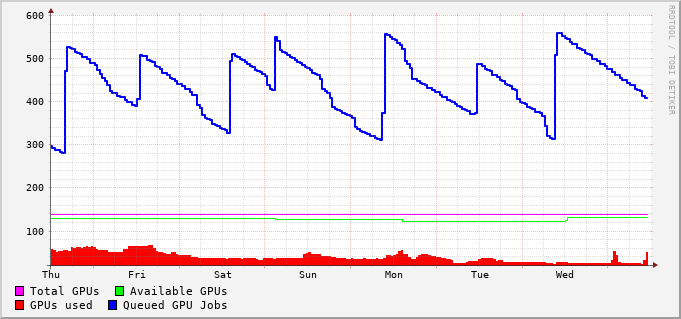 600
500
400
300
200
100
Thu Fri Sat Sun Mon Tue Wed
Total GPUs Available GPUs
GPUs used Queued GPU Jobs
RRDTOOL / TOBI OETIKER